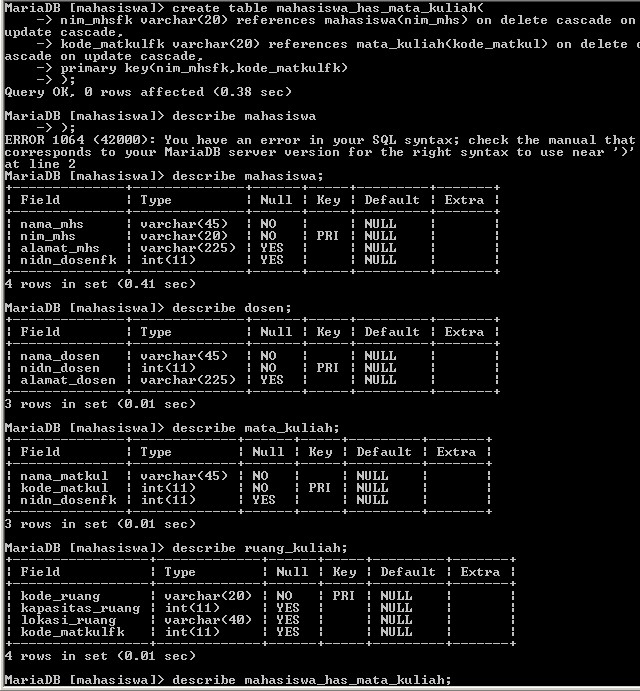 MariaDB [mahasiswa]> create table mahasiswa_has_mata_kuliah(
-> nim_mhsfk varchar(20) references mahasiswa(nim_mhs) on delete cascade on
update cascade,
-> kode_matkulfk varchar(20) references mata_kuliah(kode_matkul) on delete c
ascade on update cascade,
-> primary key(nim_mhsfk,kode_matkulfk)
-> );
Query OK, 0 rows affected (0.38 sec)
MariaDB [mahasiswa]> describe mahasiswa
-> );
ERROR 1064 (42000): You have an error in your SQL syntax; check the manual that
corresponds to your MariaDB server version for the right syntax to use near ')'
at line 2
MariaDB [mahasiswa]> describe mahasiswa;
+-------------+--------------+------+-----+---------+-------+
| Field | Type | Null | Key | Default | Extra |
+-------------+--------------+------+-----+---------+-------+
| nama_mhs | varchar(45) | NO | | NULL | |
| nim_mhs | varchar(20) | NO | PRI | NULL | |
| alamat_mhs | varchar(225) | YES | | NULL | |
| nidn_dosenfk | int(11) | YES | | NULL | |
+-------------+--------------+------+-----+---------+-------+
4 rows in set (0.41 sec)
MariaDB [mahasiswa]> describe dosen;
+-------------+--------------+------+-----+---------+-------+
| Field | Type | Null | Key | Default | Extra |
+-------------+--------------+------+-----+---------+-------+
| nama_dosen | varchar(45) | NO | | NULL | |
| nidn_dosen | int(11) | NO | PRI | NULL | |
| alamat_dosen | varchar(225) | YES | | NULL | |
+-------------+--------------+------+-----+---------+-------+
3 rows in set (0.01 sec)
MariaDB [mahasiswa]> describe mata_kuliah;
+-------------+-------------+------+-----+---------+-------+
| Field | Type | Null | Key | Default | Extra |
+-------------+-------------+------+-----+---------+-------+
| nama_matkul | varchar(45) | NO | | NULL | |
| kode_matkul | int(11) | NO | PRI | NULL | |
| nidn_dosenfk | int(11) | YES | | NULL | |
+-------------+-------------+------+-----+---------+-------+
3 rows in set (0.01 sec)
MariaDB [mahasiswa]> describe ruang_kuliah;
+-----------------+-------------+------+-----+---------+-------+
| Field | Type | Null | Key | Default | Extra |
+-----------------+-------------+------+-----+---------+-------+
| kode_ruang | varchar(20) | NO | PRI | NULL | |
| kapasitas_ruang | int(11) | YES | | NULL | |
| lokasi_ruang | varchar(40) | YES | | NULL | |
| kode_matkulfk | int(11) | YES | | NULL | |
+-----------------+-------------+------+-----+---------+-------+
4 rows in set (0.01 sec)
MariaDB [mahasiswa]> describe mahasiswa_has_mata_kuliah;